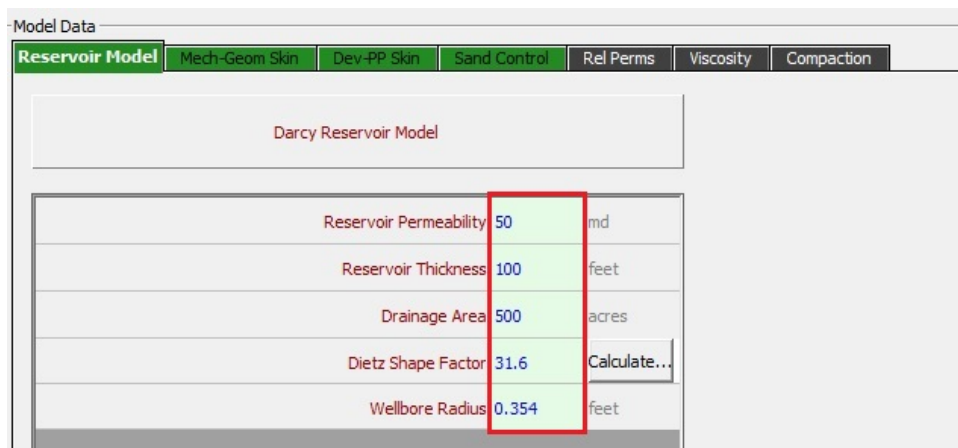 Model Data
Reservoir Model Mech-Geom Skin Dev-PP Skin Sand Control Rel Perms Viscosity Compaction
Darcy Reservoir Model
Reservoir Permeability 50 md
Reservoir Thickness 100 feet
Drainage Area 500 acres
Dietz Shape Factor 31.6 Calculate...
Wellbore Radius 0.354 feet